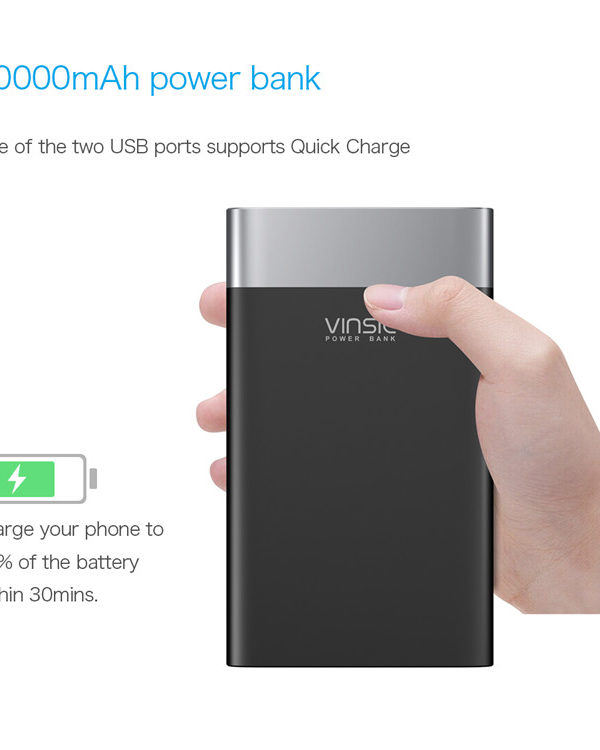 0000mAh power bank
e of the two USB ports supports Quick Charge
VINSIC
POWER BANK
arge your phone to
% of the battery
hin 30mins.